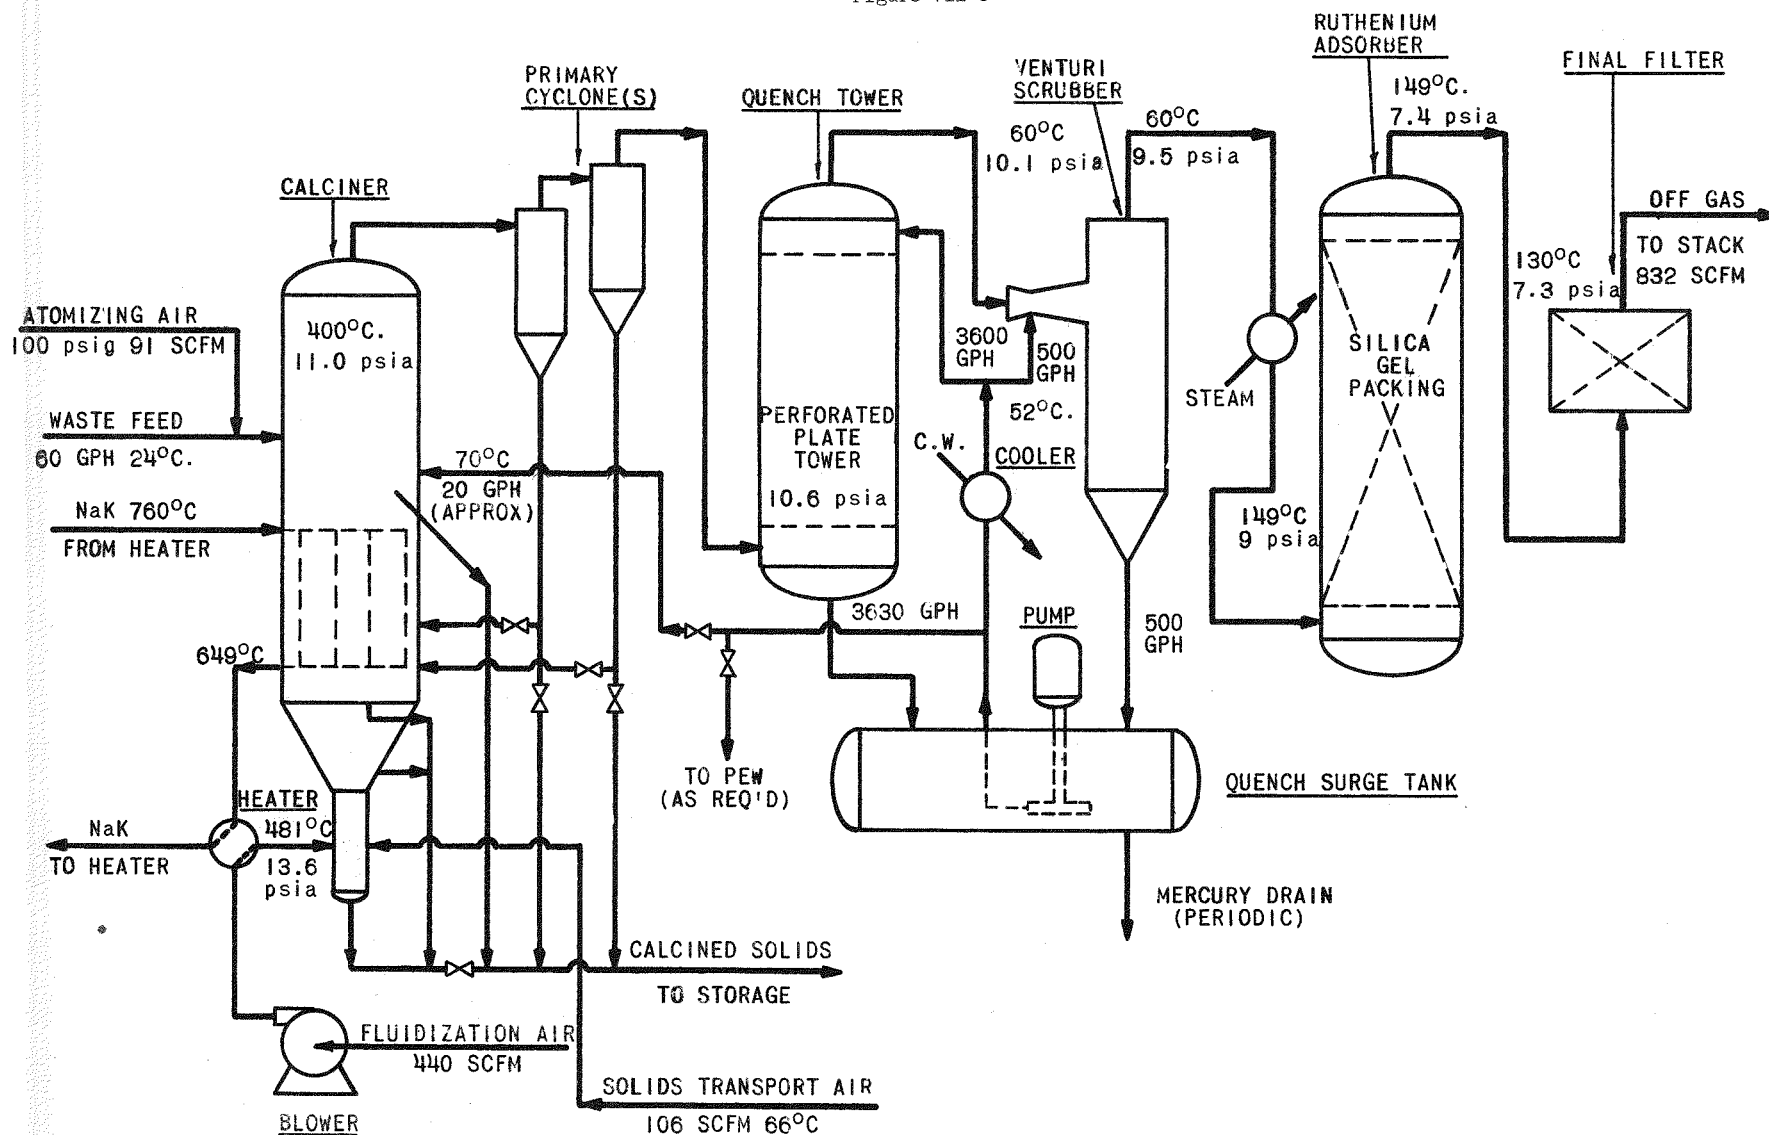 RUTHENIUM
ADSORBER
FINAL FILTER
PRIMARY
CYCLONE(S)
QUENCH TOWER
VENTURI
SCRUBBER
149°C.
7.4 psia
60°C
10.1 psia
60°C
9.5 psia
CALCINER
OFF GAS
TO STACK
832 SCFM
130°C
7.3 psia
ATOMIZING AIR
100 psig 91 SCFM
400°C.
11.0 psia
3600
GPH
500
GPH
SILICA
GEL
PACKING
STEAM
WASTE FEED
60 GPH 24°C.
PERFORATED
PLATE
TOWER
10.6 psia
52°C.
C.W.
COOLER
70°C
20 GPH
(APPROX)
NaK 760°C
FROM HEATER
149°C
9 psia
3630 GPH
PUMP
500
GPH
649°C
TO PEW
(AS REQ'D)
QUENCH SURGE TANK
HEATER
481°C
13.6
psia
NaK
TO HEATER
MERCURY DRAIN
(PERIODIC)
CALCINED SOLIDS
TO STORAGE
FLUIDIZATION AIR
440 SCFM
SOLIDS TRANSPORT AIR
106 SCFM 66°C
BLOWER